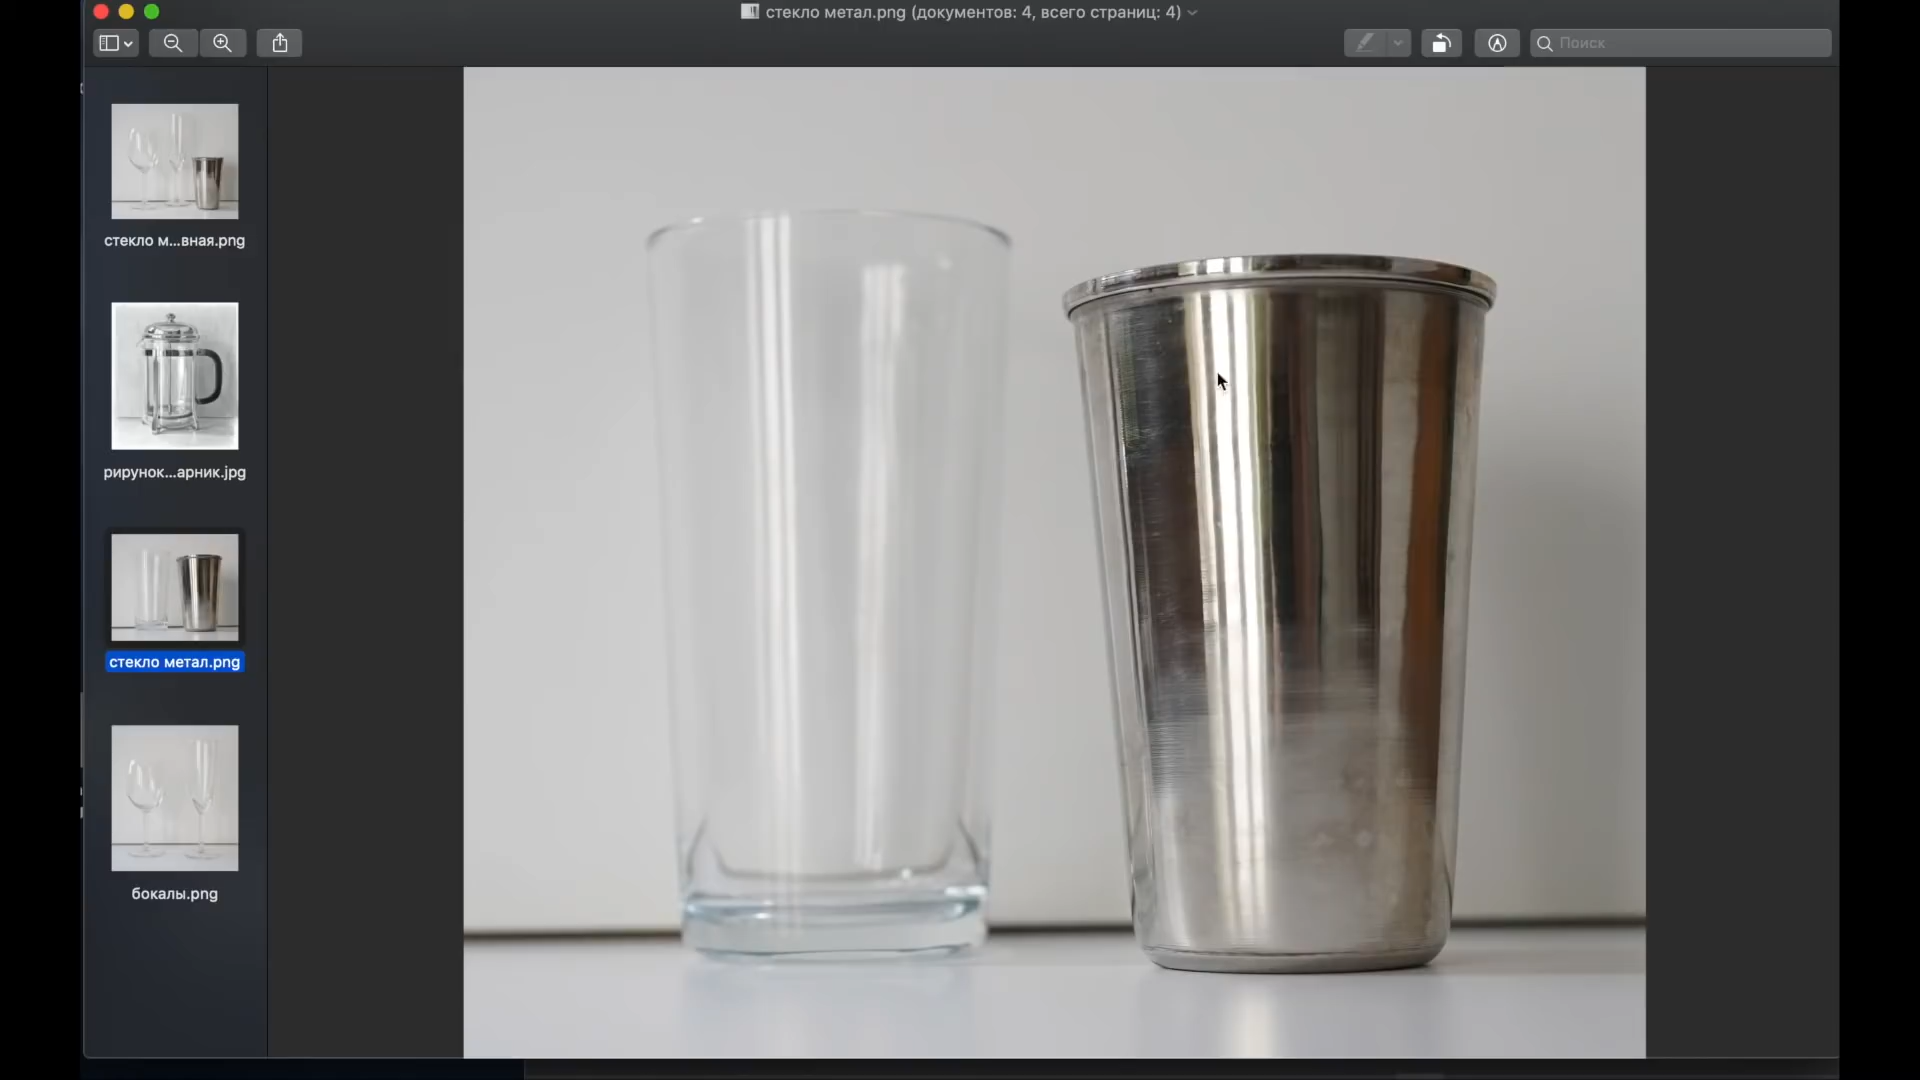 стекло метал.png (документов: 4, всего страниц: 4)
Поиск
стекло м...вная.png
рирунок...арник.jpg
стекло метал.png
бокалы.png